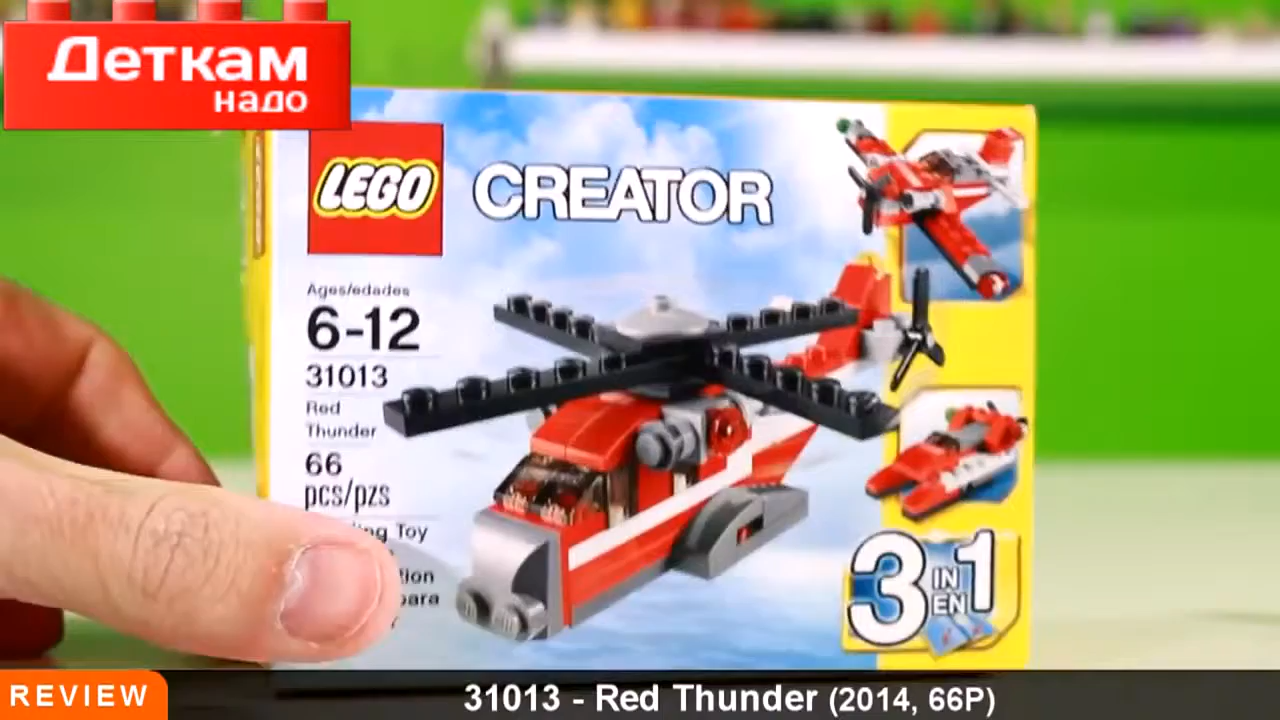 Деткам
надо
LEGO
CREATOR
Ages/edades
6-12
31013
Red
Thunder
66
pcs/pzs
Toy
3 IN 1
EN
REVIEW
31013 - Red Thunder (2014, 66P)